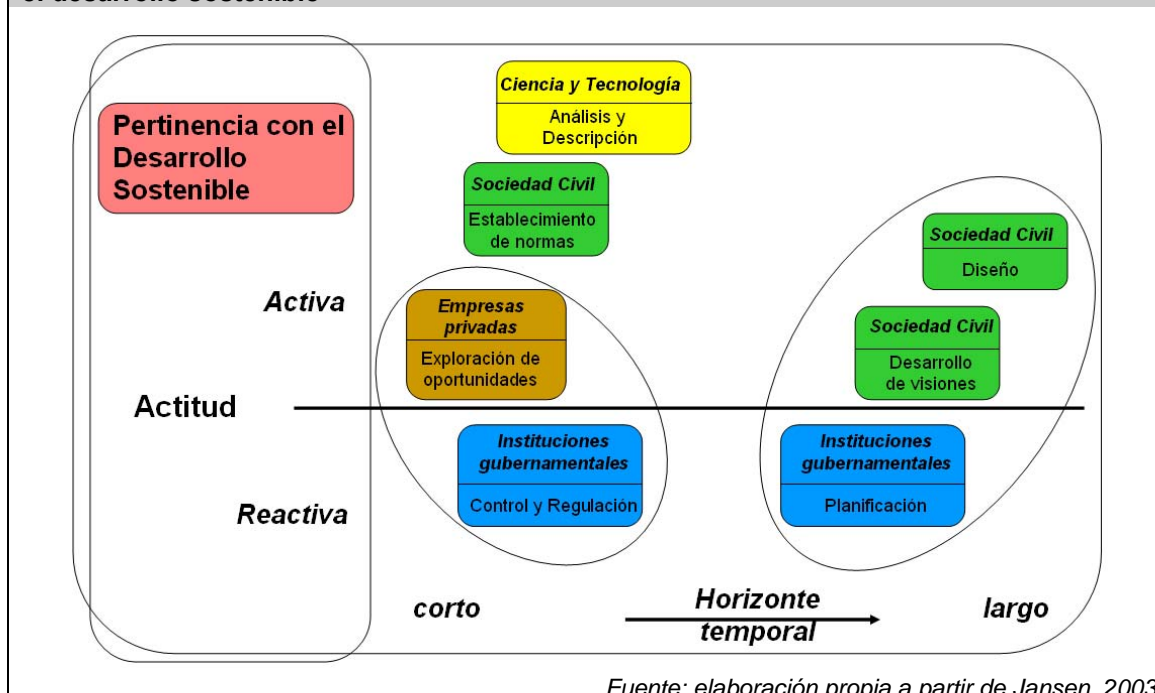 Ciencia y Tecnología
Análisis y
Descripción
Pertinencia con el
Desarrollo
Sostenible
Sociedad Civil
Establecimiento
de normas
Sociedad Civil
Diseño
Activa
Empresas
privadas
Exploración de
oportunidades
Sociedad Civil
Desarrollo
de visiones
Actitud
Instituciones
gubernamentales
Control y Regulación
Instituciones
gubernamentales
Planificación
Reactiva
corto
Horizonte
temporal
largo
Fuente: elaboración propia a partir de Jansen, 2003